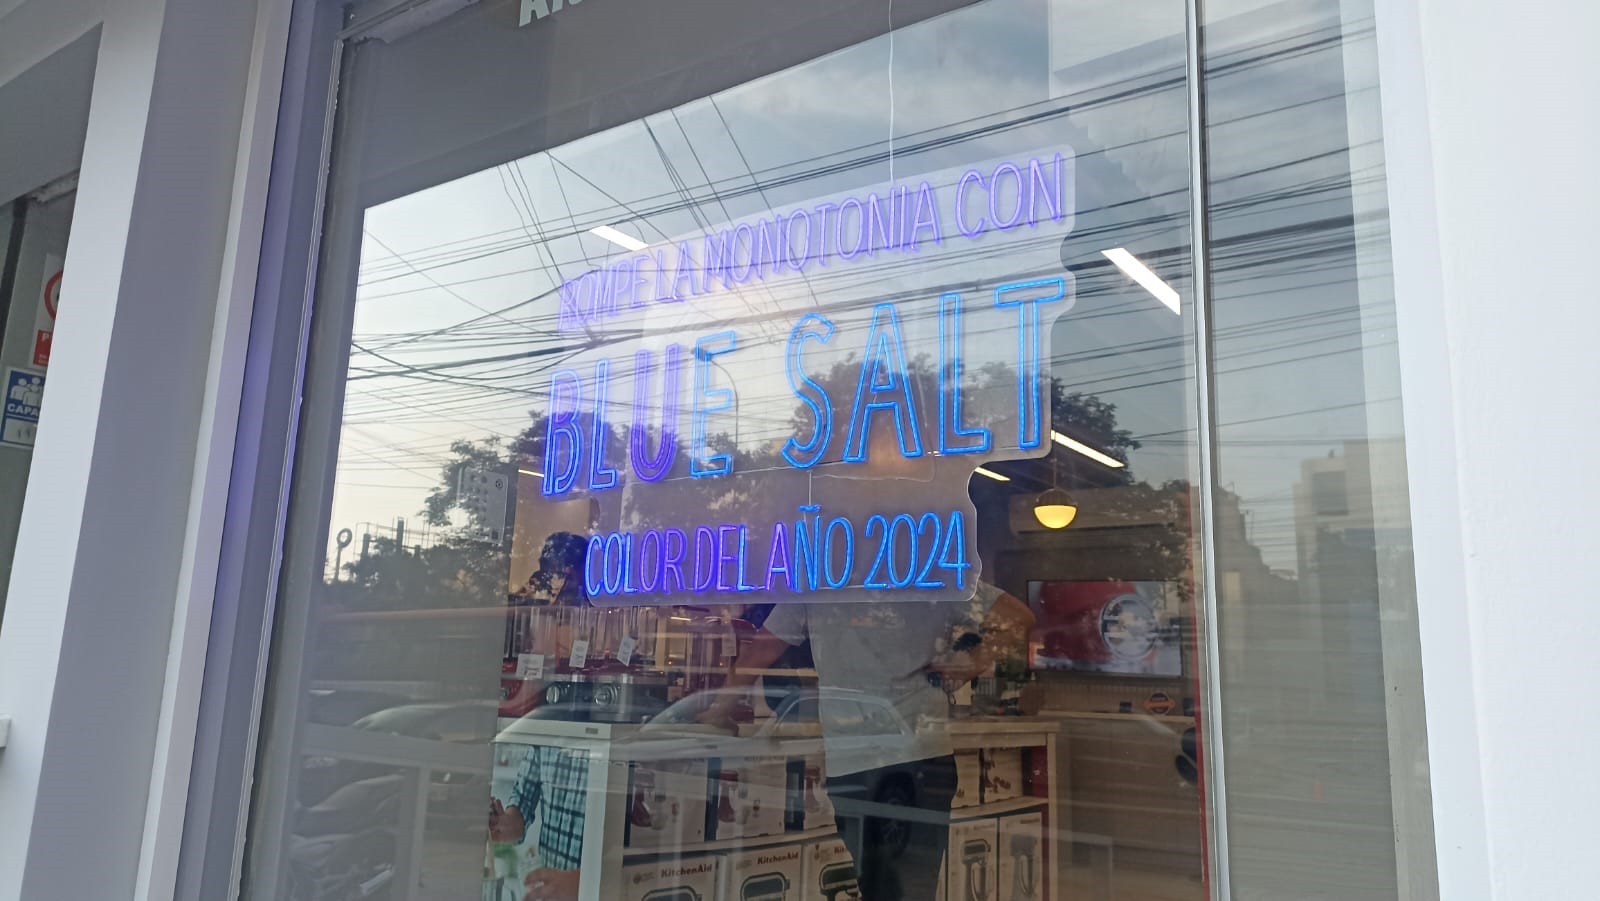 ROMPE LA MONOTONIA CON
BLUE SALT
COLOR DEL AÑO 2024
KitchenAid
KitchenAid